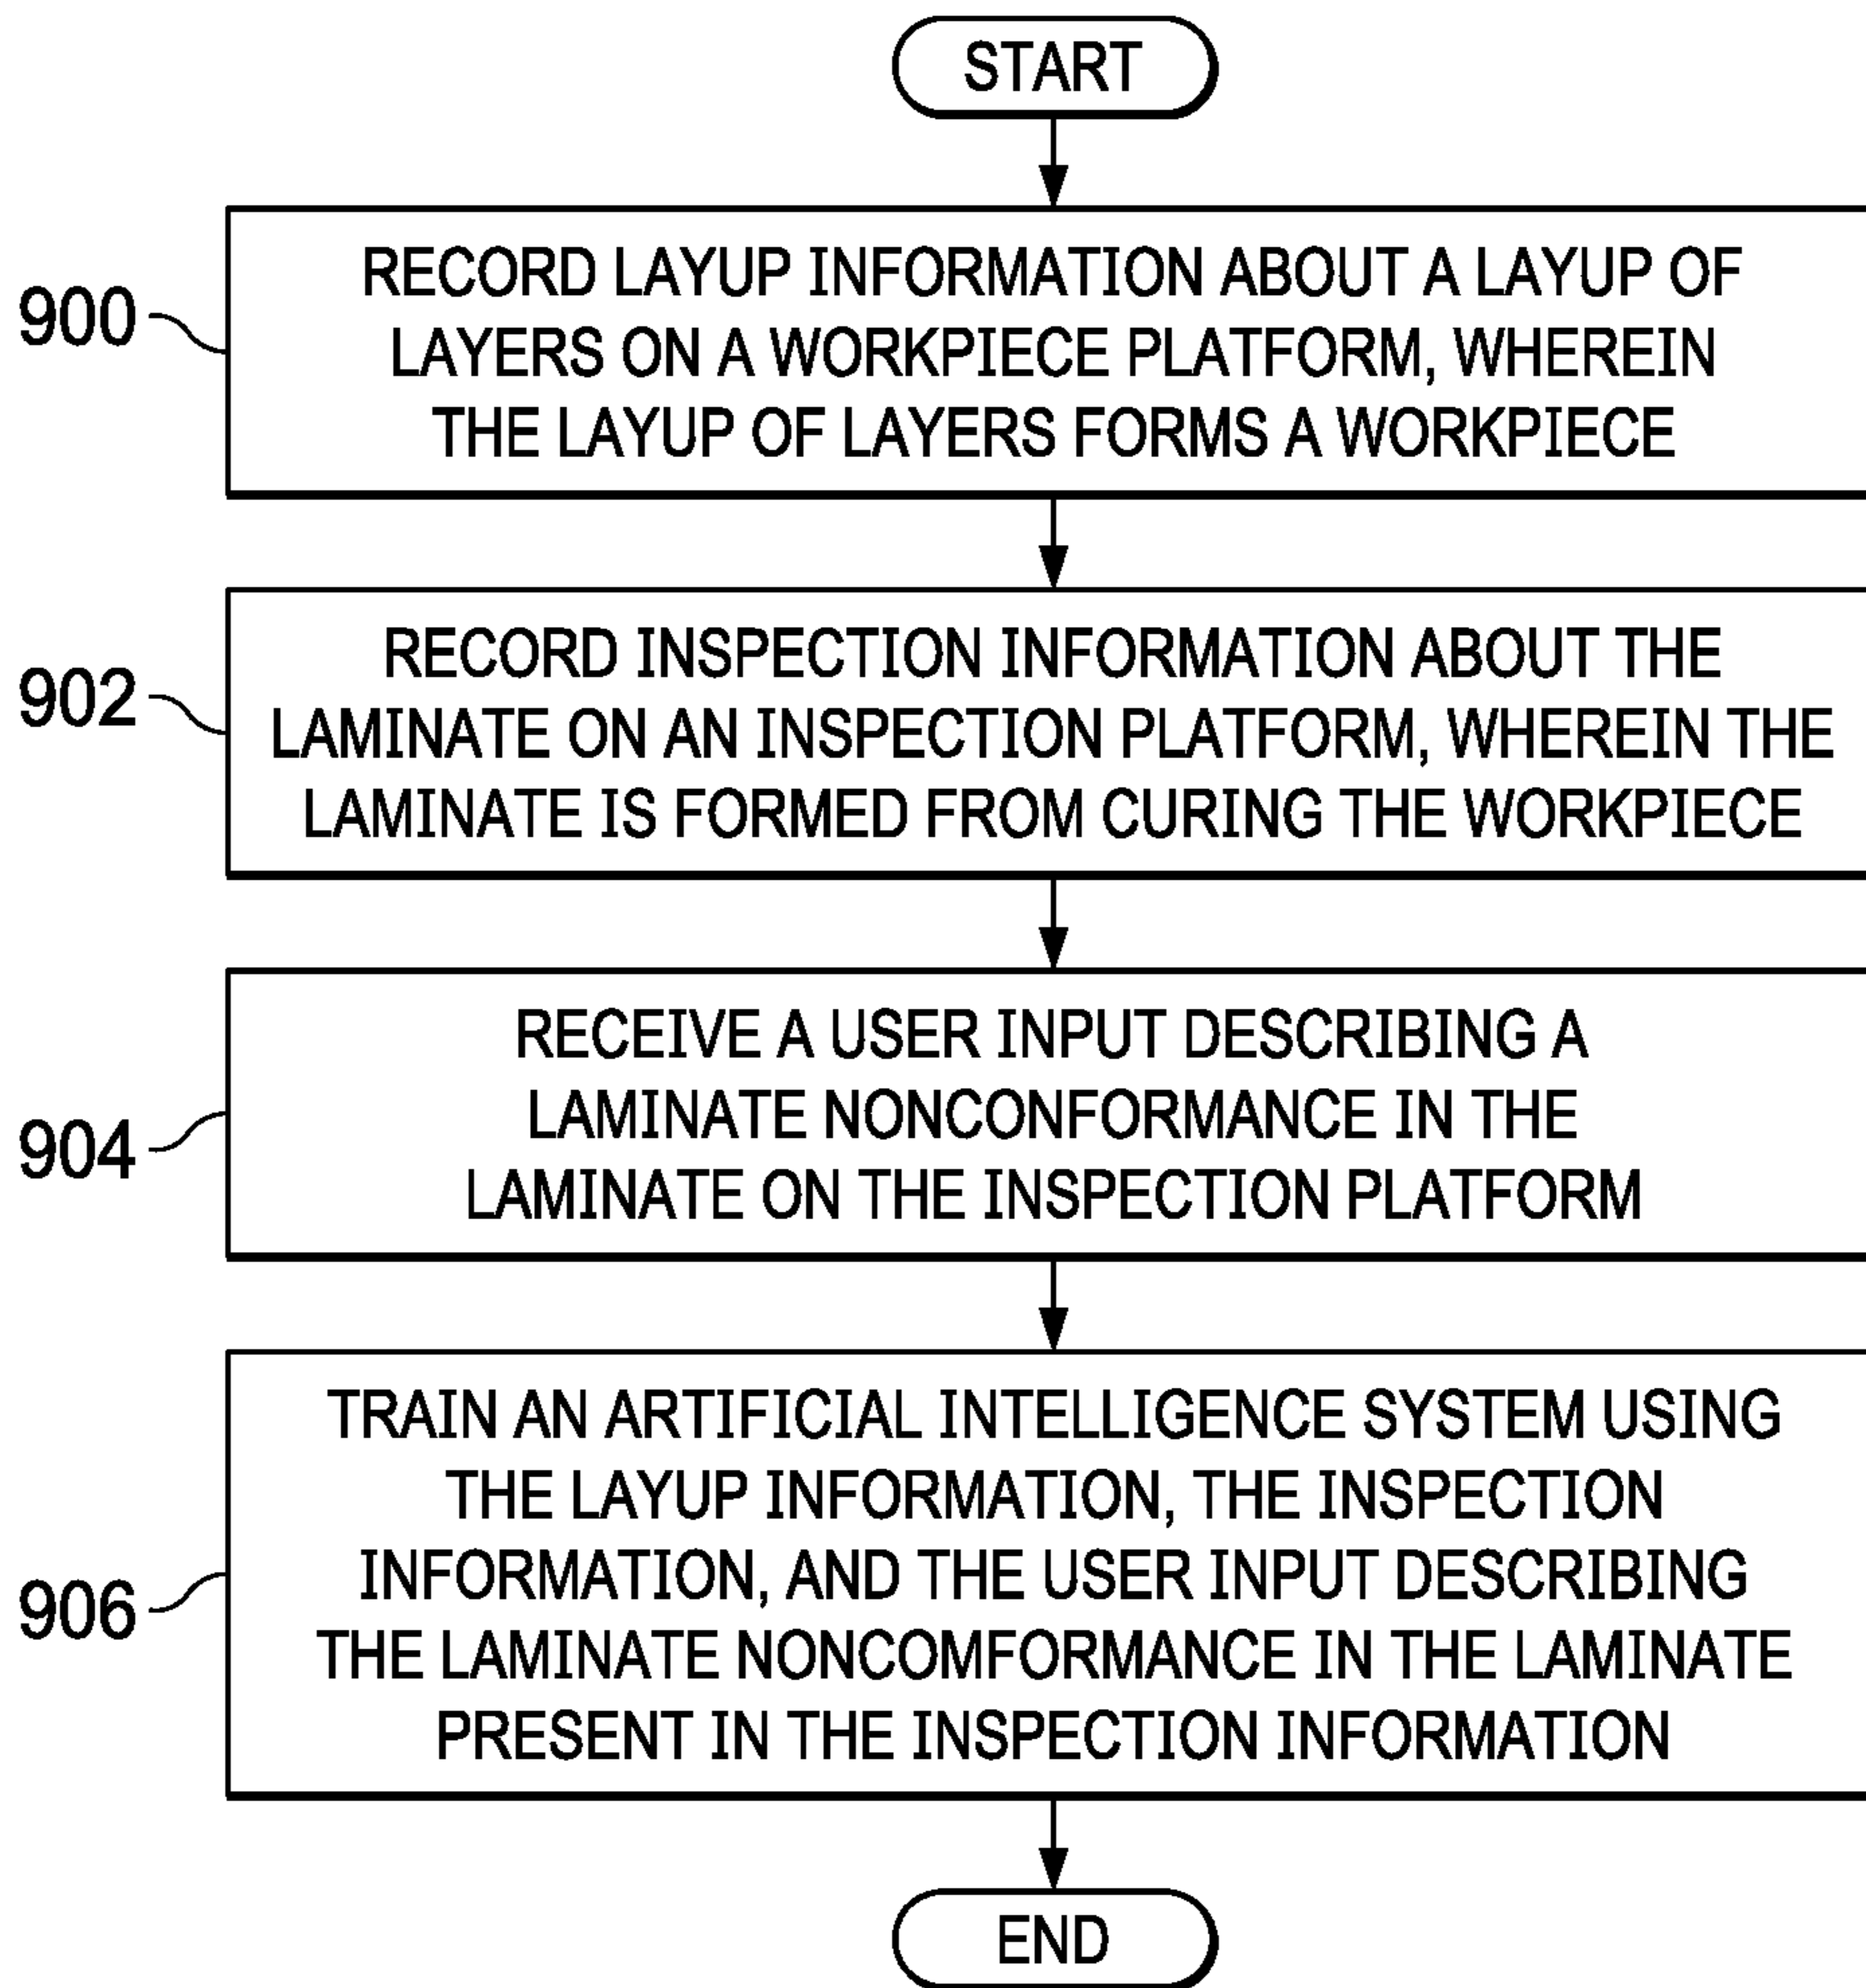 START
900
RECORD LAYUP INFORMATION ABOUT A LAYUP OF
LAYERS ON A WORKPIECE PLATFORM, WHEREIN
THE LAYUP OF LAYERS FORMS A WORKPIECE
902
RECORD INSPECTION INFORMATION ABOUT THE
LAMINATE ON AN INSPECTION PLATFORM, WHEREIN THE
LAMINATE IS FORMED FROM CURING THE WORKPIECE
904
RECEIVE A USER INPUT DESCRIBING A
LAMINATE NONCONFORMANCE IN THE
LAMINATE ON THE INSPECTION PLATFORM
906
TRAIN AN ARTIFICIAL INTELLIGENCE SYSTEM USING
THE LAYUP INFORMATION, THE INSPECTION
INFORMATION, AND THE USER INPUT DESCRIBING
THE LAMINATE NONCOMFORMANCE IN THE LAMINATE
PRESENT IN THE INSPECTION INFORMATION
END